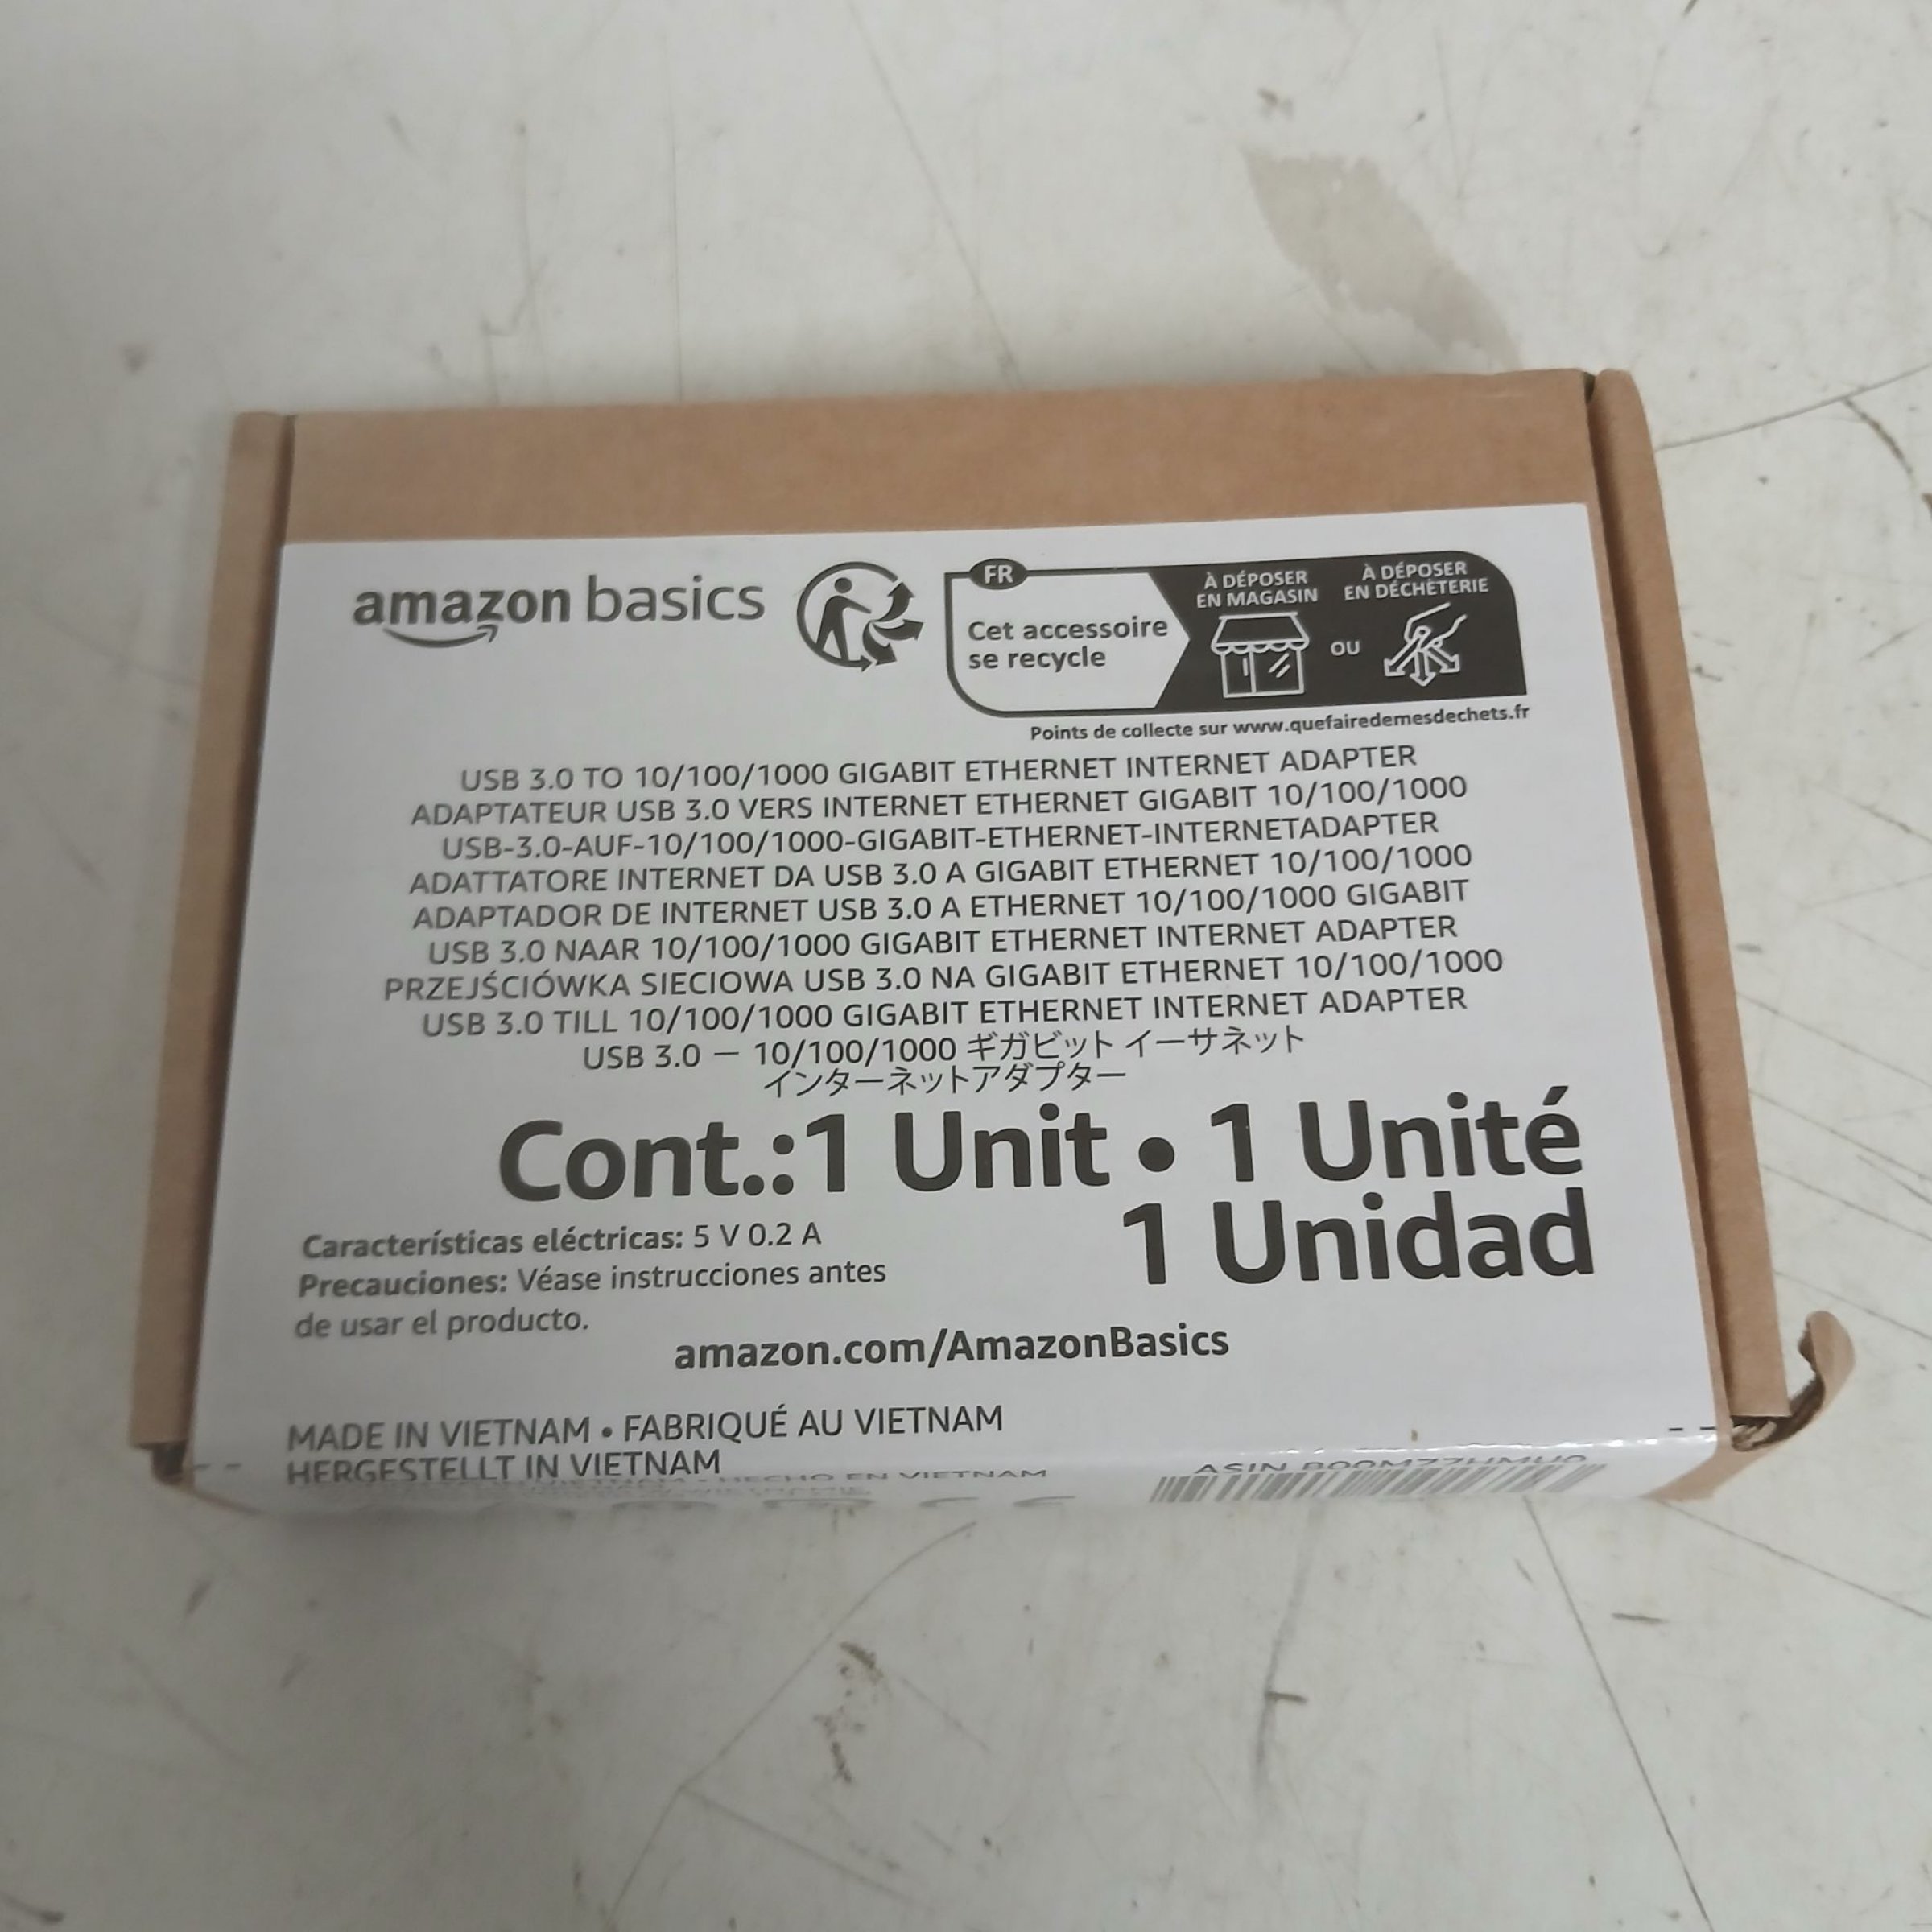 amazon basics
FR
Cet accessoire
se recycle
À DÉPOSER
EN MAGASIN
OU
À DÉPOSER
EN DÉCHÈTERIE
Points de collecte sur www.quefairedemesdechets.fr
USB 3.0 TO 10/100/1000 GIGABIT ETHERNET INTERNET ADAPTER
ADAPTATEUR USB 3.0 VERS INTERNET ETHERNET GIGABIT 10/100/1000
USB-3.0-AUF-10/100/1000-GIGABIT-ETHERNET-INTERNETADAPTER
ADATTATORE INTERNET DA USB 3.0 A GIGABIT ETHERNET 10/100/1000
ADAPTADOR DE INTERNET USB 3.0 A ETHERNET 10/100/1000 GIGABIT
USB 3.0 NAAR 10/100/1000 GIGABIT ETHERNET INTERNET ADAPTER
PRZEJŚCIÓWKA SIECIOWA USB 3.0 NA GIGABIT ETHERNET 10/100/1000
USB 3.0 TILL 10/100/1000 GIGABIT ETHERNET INTERNET ADAPTER
USB 3.0 － 10/100/1000 ギガビット イーサネット
インターネットアダプター
Cont.:1 Unit • 1 Unité
1 Unidad
Características eléctricas: 5 V 0.2 A
Precauciones: Véase instrucciones antes
de usar el producto.
amazon.com/AmazonBasics
MADE IN VIETNAM • FABRIQUÉ AU VIETNAM
HERGESTELLT IN VIETNAM
HECHO EN VIETNAM
ASIN